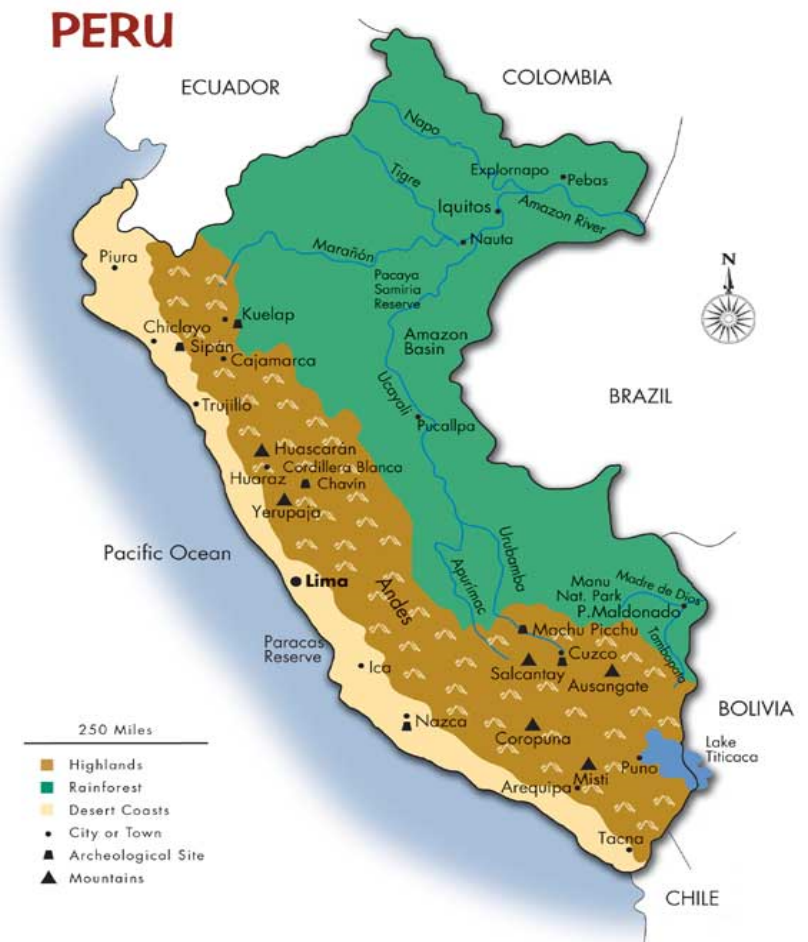 PERU
ECUADOR
COLOMBIA
Napo
Explornapo
Pebas
Tigre
Iquitos
Amazon River
Nauta
Marañón
Piura
Pacaya
Samiria
Reserve
N
Kuelap
Chiclayo
Sipán
Cajamarca
Amazon
Basin
BRAZIL
Ucayali
Trujillo
Pucallpa
Huascarán
Cordillera Blanca
Huaraz
Chavín
Yerupaja
Pacific Ocean
Urubamba
Apurímac
Lima
Andes
Manu
Nat. Park
Madre de Dios
P.Maldonado
Machu Picchu
Tambopata
Paracas
Reserve
Ica
Cuzco
Salcantay
Ausangate
Nazca
BOLIVIA
Coropuna
Lake
Titicaca
Puno
Misti
Arequipa
Tacna
CHILE
250 Miles
Highlands
Rainforest
Desert Coasts
City or Town
Archeological Site
Mountains